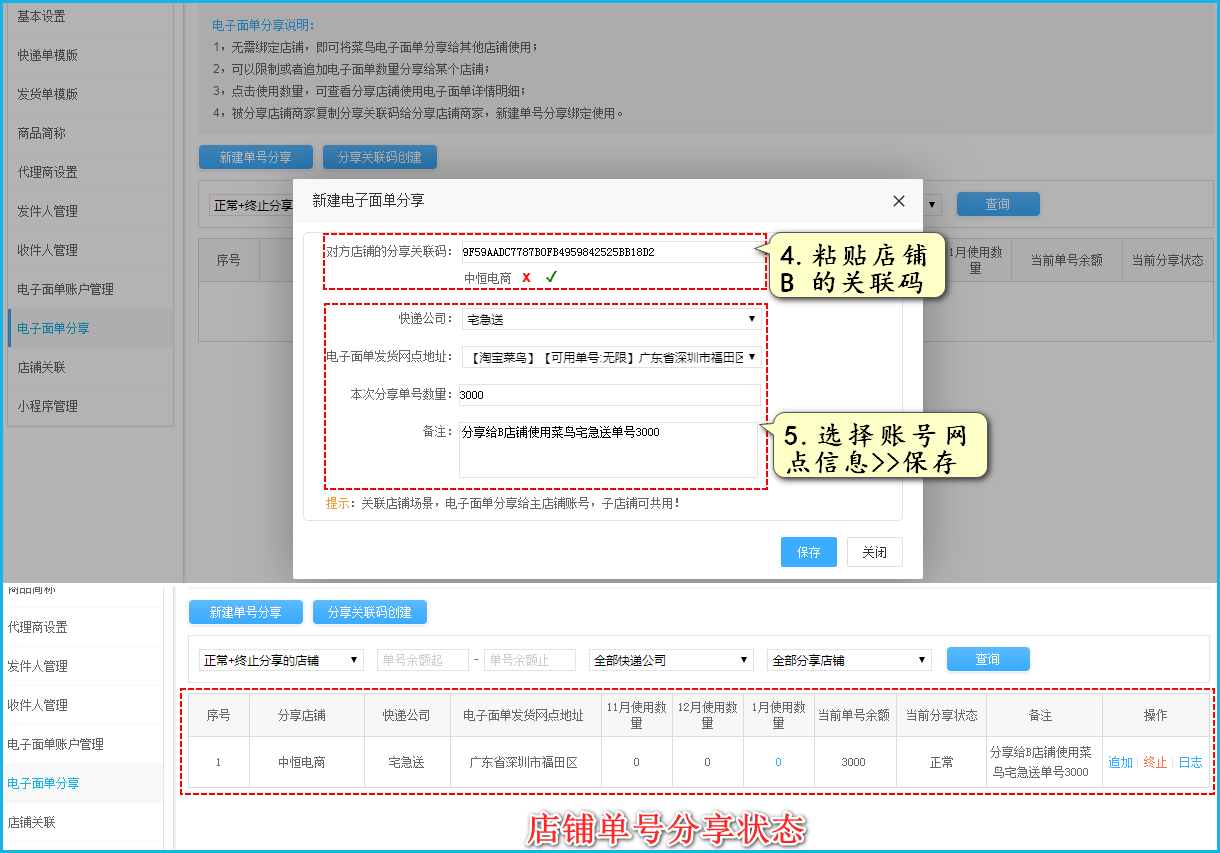 基本设置
快递单模版
发货单模版
商品简称
代理商设置
发件人管理
收件人管理
电子面单账户管理
电子面单分享
店铺关联
小程序管理
电子面单分享说明:
1，无需绑定店铺，即可将菜鸟电子面单分享给其他店铺使用；
2，可以限制或者追加电子面单数量分享给某个店铺；
3，点击使用数量，可查看分享店铺使用电子面单详情明细；
4，被分享店铺商家复制分享关联码给分享店铺商家，新建单号分享绑定使用。
新建单号分享
分享关联码创建
正常+终止分享
查询
序号
1月使用数量
当前单号余额
当前分享状态
新建电子面单分享
对方店铺的分享关联码:
9F59AADC7787B0FB4959842525BB18D2
中恒电商 X ✓
快递公司:
宅急送
电子面单发货网点地址:
【淘宝菜鸟】【可用单号:无限】广东省深圳市福田区
本次分享单号数量:
3000
备注:
分享给B店铺使用菜鸟宅急送单号3000
提示: 关联店铺场景，电子面单分享给主店铺账号，子店铺可共用!
保存
关闭
4. 粘贴店铺
B 的关联码
5. 选择账号网
点信息>>保存
商品简称
代理商设置
发件人管理
收件人管理
电子面单账户管理
电子面单分享
店铺关联
新建单号分享
分享关联码创建
正常+终止分享的店铺
单号余额起
-
单号余额止
全部快递公司
全部分享店铺
查询
序号
分享店铺
快递公司
电子面单发货网点地址
11月使用数
量
12月使用数
量
1月使用数
量
当前单号余额
当前分享状态
备注
操作
1
中恒电商
宅急送
广东省深圳市福田区
0
0
0
3000
正常
分享给B店铺使用菜
鸟宅急送单号3000
追加 终止 日志
店铺单号分享状态